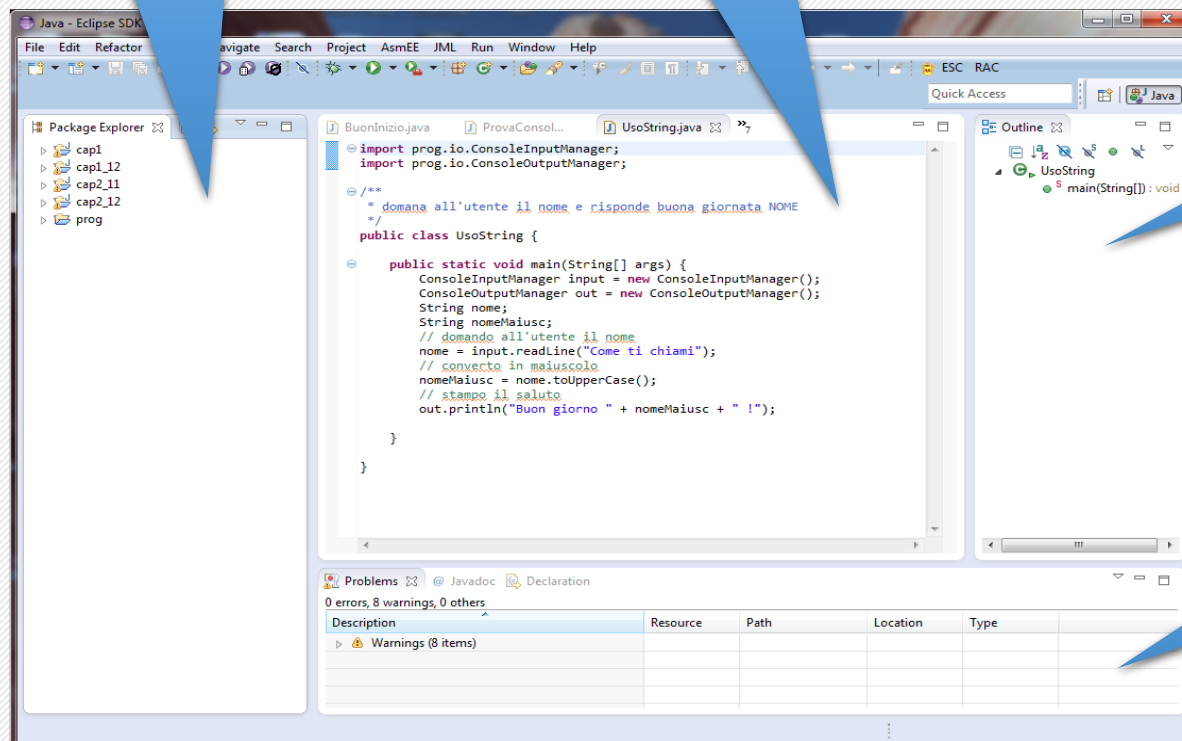 Java - Eclipse SDK
File Edit Refactor avigate Search Project AsmEE JML Run Window Help
ESC RAC
Quick Access
Java
Package Explorer
cap1
cap1_12
cap2_11
cap2_12
prog
BuonInizio.java ProvaConsol... UsoString.java »7
import prog.io.ConsoleInputManager;
import prog.io.ConsoleOutputManager;
/**
* domana all'utente il nome e risponde buona giornata NOME
*/
public class UsoString {
public static void main(String[] args) {
ConsoleInputManager input = new ConsoleInputManager();
ConsoleOutputManager out = new ConsoleOutputManager();
String nome;
String nomeMaiusc;
// domando all'utente il nome
nome = input.readLine("Come ti chiami");
// converto in maiuscolo
nomeMaiusc = nome.toUpperCase();
// stampo il saluto
out.println("Buon giorno " + nomeMaiusc + " !");
}
}
Outline
UsoString
main(String[]) : void
Problems @ Javadoc Declaration
0 errors, 8 warnings, 0 others
Description Resource Path Location Type
Warnings (8 items)